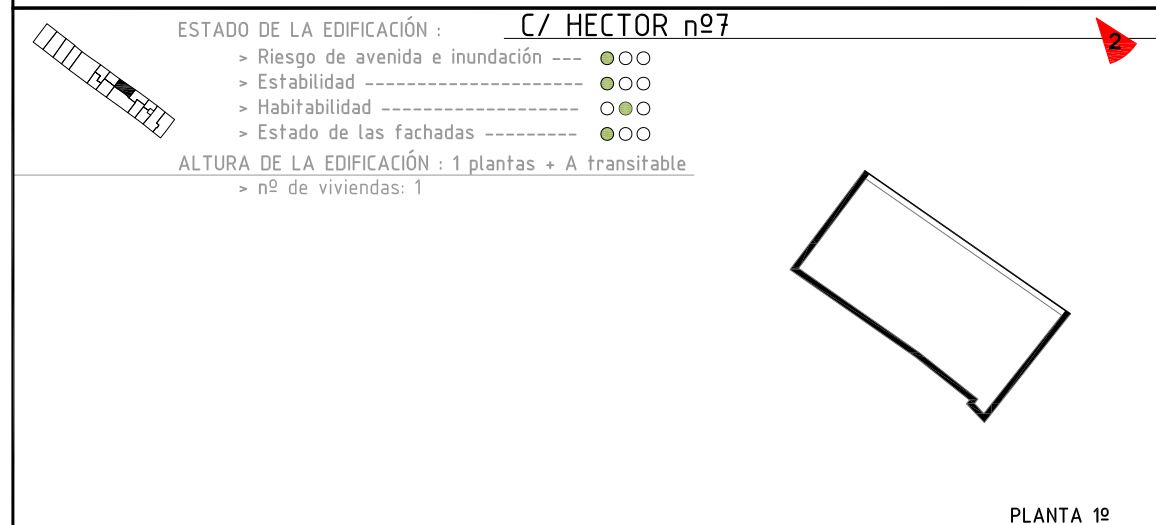 C/ HECTOR nº7
ESTADO DE LA EDIFICACIÓN :
> Riesgo de avenida e inundación ---
> Estabilidad ----------------------
> Habitabilidad --------------------
> Estado de las fachadas ---------
ALTURA DE LA EDIFICACIÓN : 1 plantas + A transitable
> nº de viviendas: 1
2
PLANTA 1º